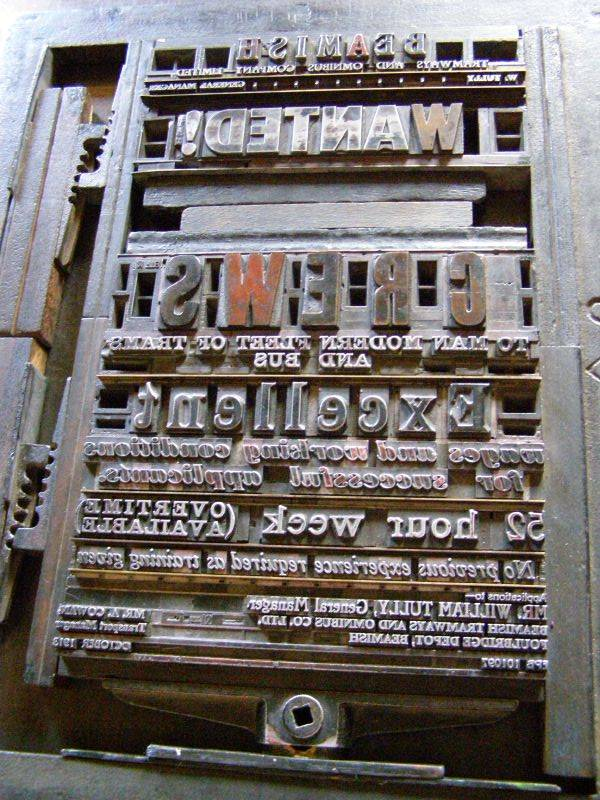 BEAMISH
TRAMWAYS AND OMNIBUS COMPANY LIMITED
W. TULLY GENERAL MANAGER
WANTED!
CREWS
TO MAN MODERN FLEET OF TRAMS
AND BUS
Excellent
wages and working conditions
for successful applicants.
52 hour week (OVERTIME AVAILABLE)
No previous experience required as training given
Applications to—
MR. WILLIAM TULLY, General Manager.
BEAMISH TRAMWAYS AND OMNIBUS CO. LTD.
FOULBRIDGE DEPOT, BEAMISH
MR. A. COWAN
Transport Manager
OCTOBER 1913
101097